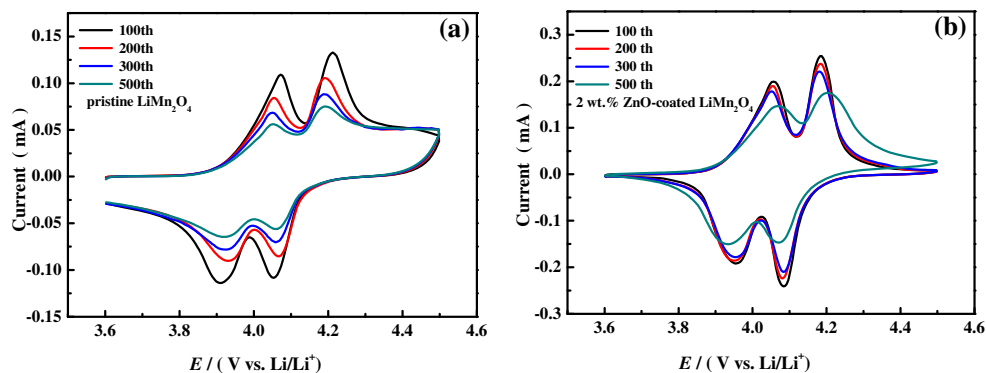 (a)
100th
200th
300th
500th
pristine LiMn₂O₄
0.15
0.10
0.05
0.00
-0.05
-0.10
-0.15
Current ( mA )
3.6 3.8 4.0 4.2 4.4 4.6
E / ( V vs. Li/Li⁺)
(b)
100 th
200 th
300 th
500 th
2 wt.% ZnO-coated LiMn₂O₄
0.3
0.2
0.1
0.0
-0.1
-0.2
-0.3
Current ( mA )
3.6 3.8 4.0 4.2 4.4 4.6
E / ( V vs. Li/Li⁺)